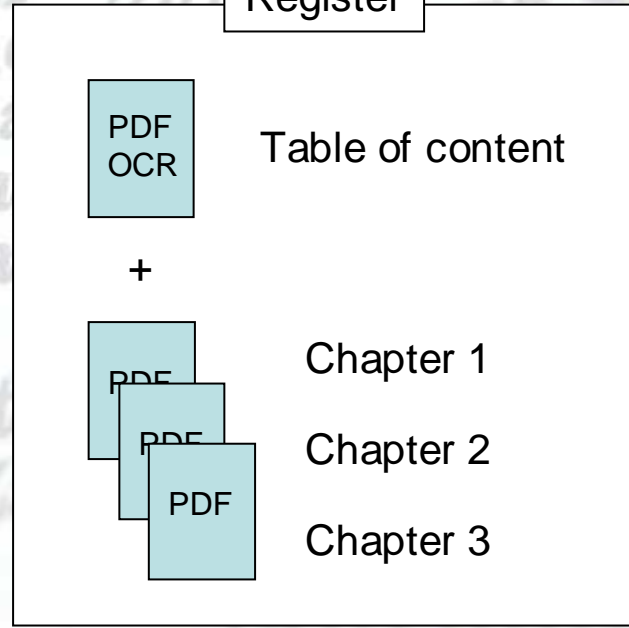 Register
PDF
OCR
Table of content
+
PDF
Chapter 1
PDF
Chapter 2
PDF
Chapter 3